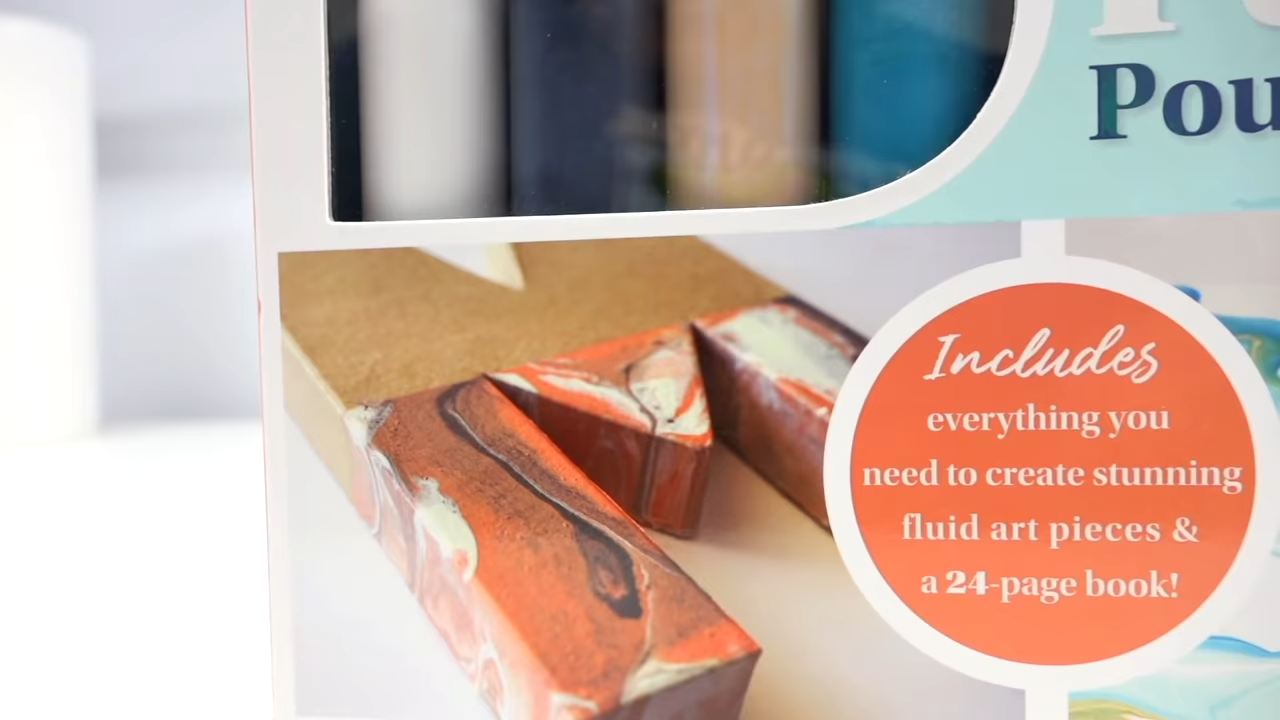 Pou
Includes
everything you
need to create stunning
fluid art pieces &
a 24-page book!